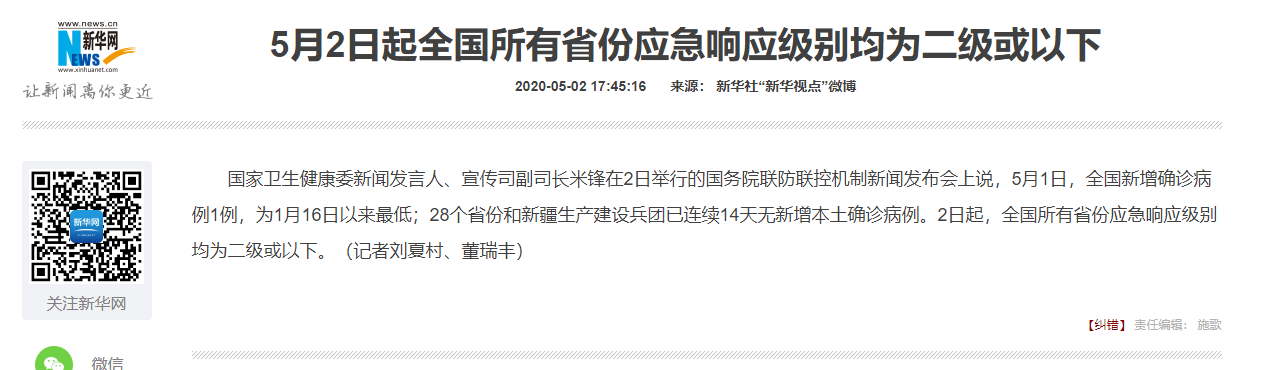 www.news.cn
新华网
NEWS
www.xinhuanet.com
让新闻离你更近
5月2日起全国所有省份应急响应级别均为二级或以下
2020-05-02 17:45:16 来源： 新华社“新华视点”微博
新华网
关注新华网
微信
国家卫生健康委新闻发言人、宣传司副司长米锋在2日举行的国务院联防联控机制新闻发布会上说，5月1日，全国新增确诊病
例1例，为1月16日以来最低；28个省份和新疆生产建设兵团已连续14天无新增本土确诊病例。2日起，全国所有省份应急响应级别
均为二级或以下。（记者刘夏村、董瑞丰）
【纠错】 责任编辑： 施歌